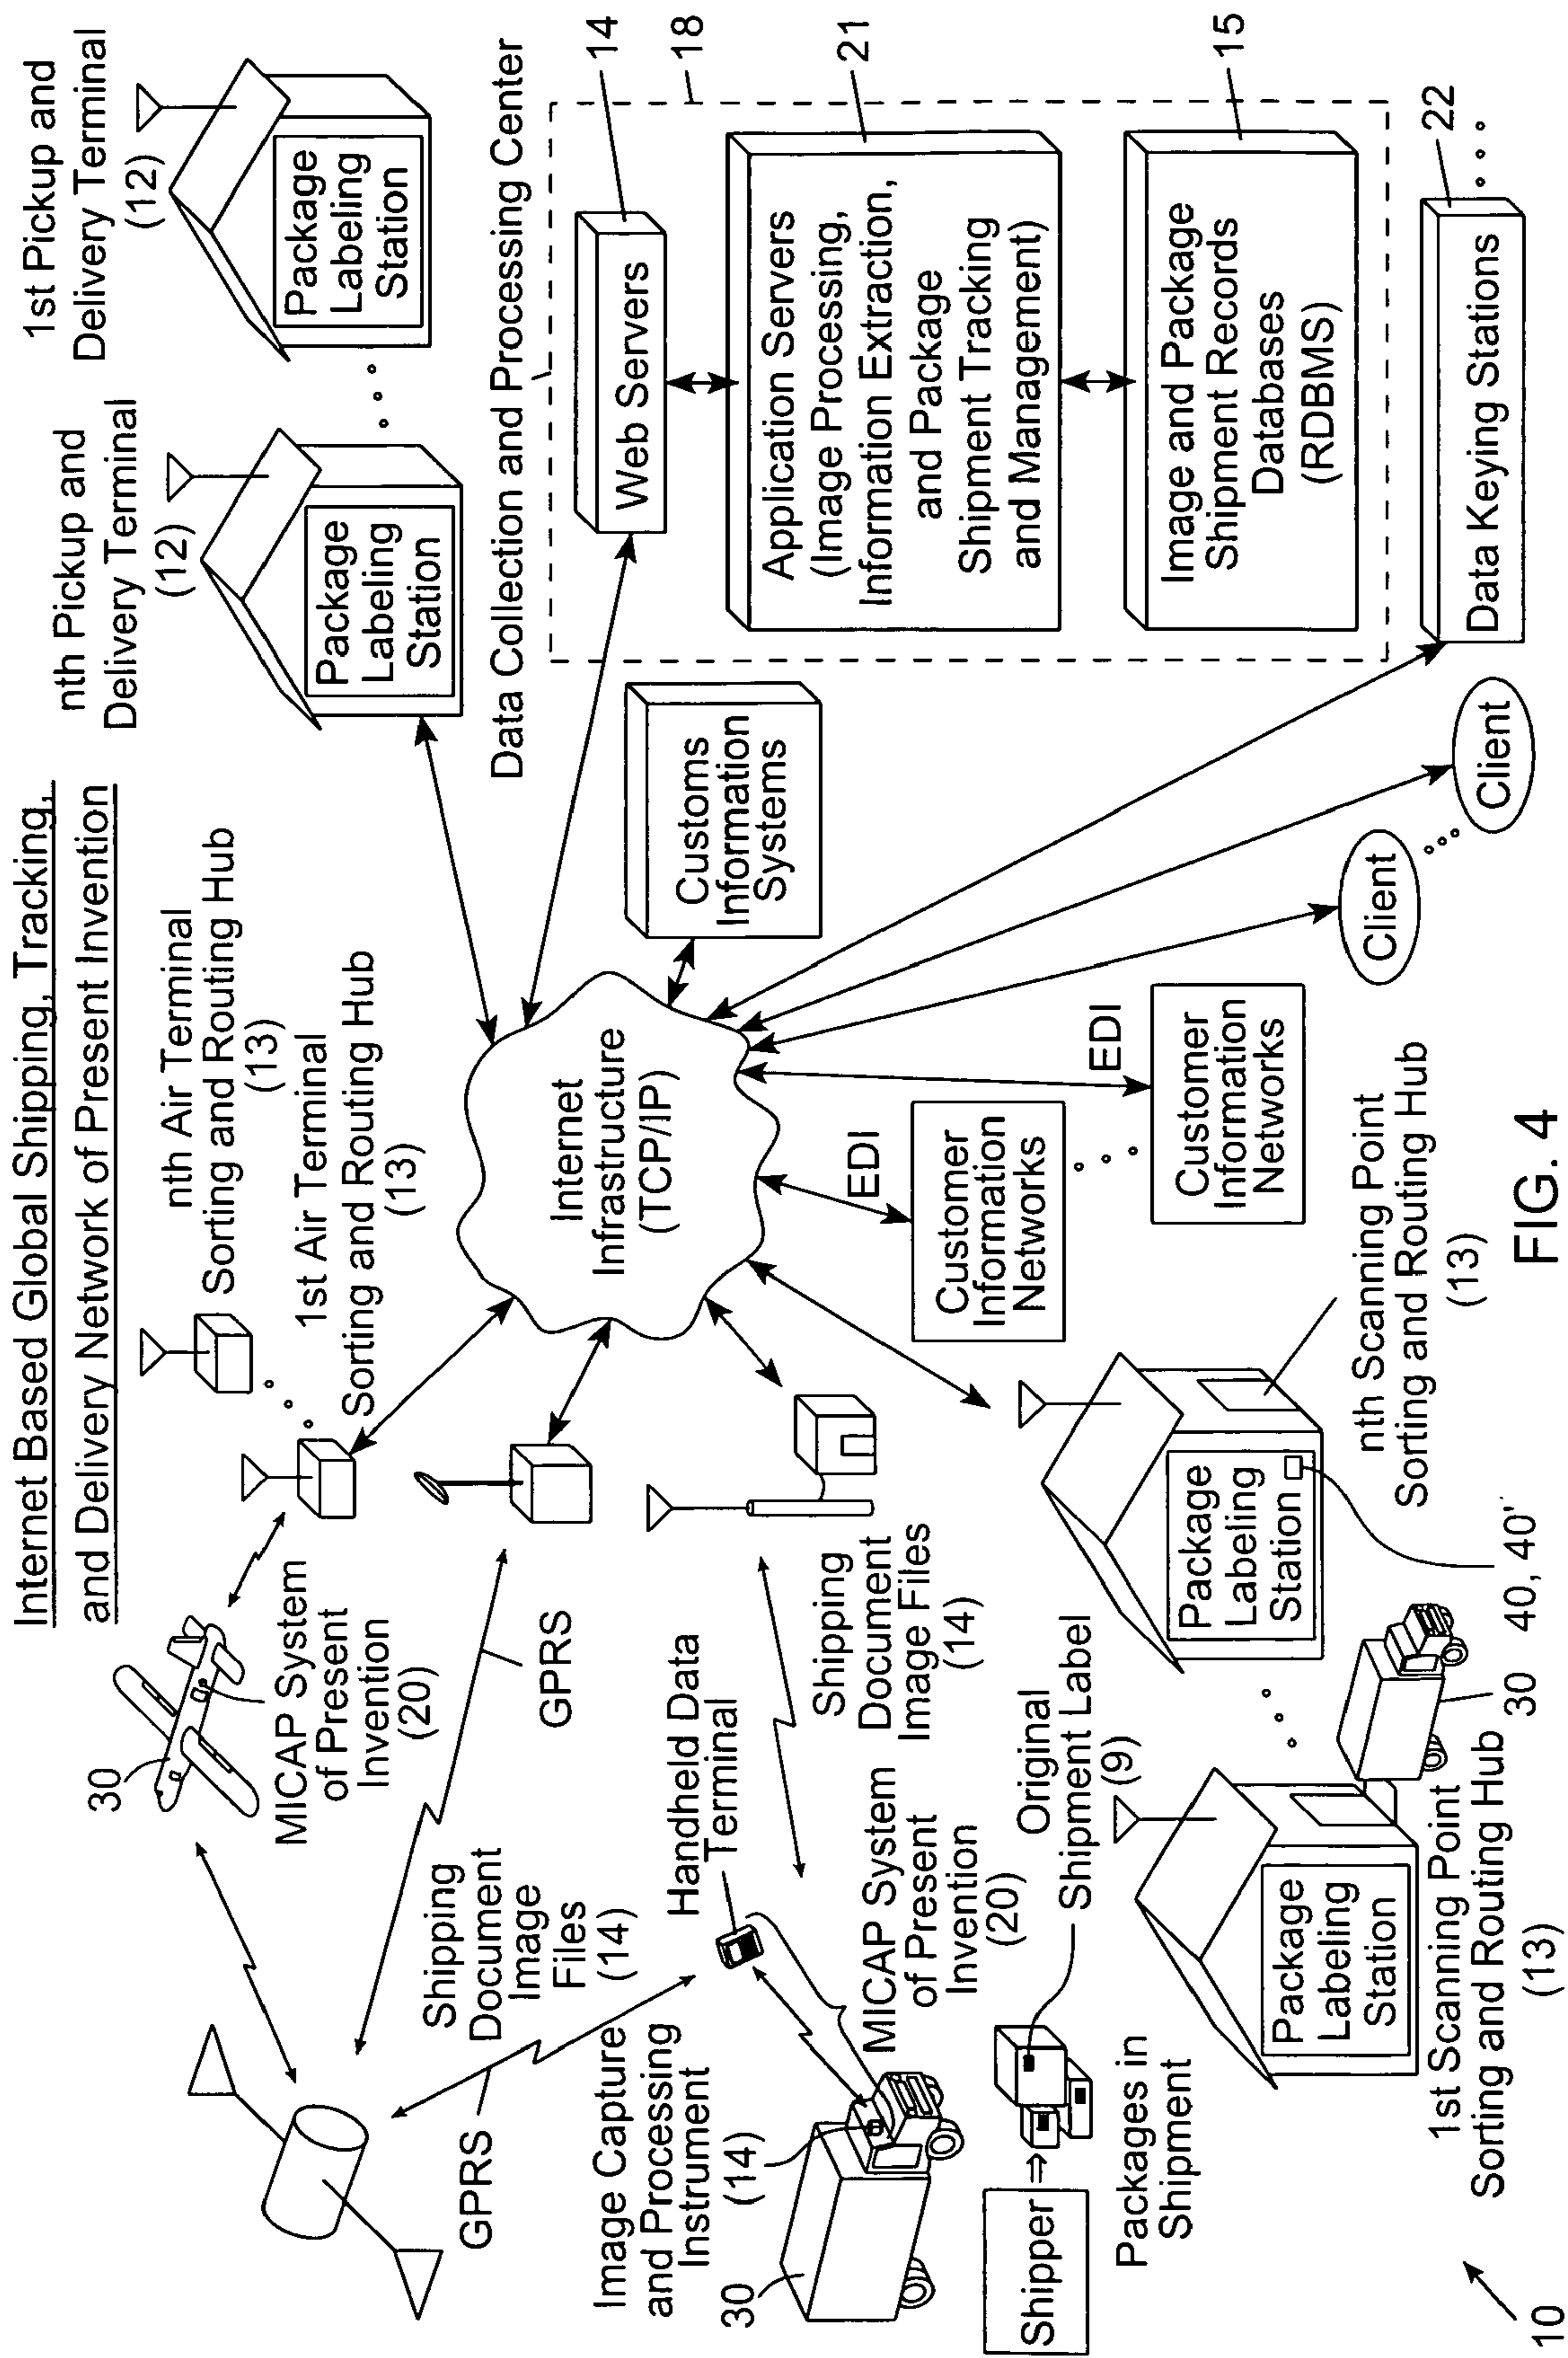 Internet Based Global Shipping, Tracking,
and Delivery Network of Present Invention
1st Pickup and
Delivery Terminal
(12)
Package
Labeling
Station
nth Pickup and
Delivery Terminal
(12)
Package
Labeling
Station
nth Air Terminal
Sorting and Routing Hub
(13)
1st Air Terminal
Sorting and Routing Hub
(13)
30
MICAP System
of Present
Invention
(20)
GPRS
Shipping
Document
Image
Files
(14)
GPRS
Handheld Data
Terminal
Shipping
Document
Image Files
(14)
Image Capture
and Processing
Instrument
(14)
30
MICAP System
of Present
Invention
(20)
Original
Shipment Label
(9)
Shipper
⇒
Packages in
Shipment
Internet
Infrastructure
(TCP/IP)
Data Collection and Processing Center
14
18
Web Servers
21
Application Servers
(Image Processing,
Information Extraction,
and Package
Shipment Tracking
and Management)
15
Image and Package
Shipment Records
Databases
(RDBMS)
22
Data Keying Stations
Customs
Information
Systems
Client
Client
EDI
Customer
Information
Networks
EDI
Customer
Information
Networks
Package
Labeling
Station
nth Scanning Point
Sorting and Routing Hub
(13)
40, 40'
30
Package
Labeling
Station
1st Scanning Point
Sorting and Routing Hub
(13)
10
FIG. 4